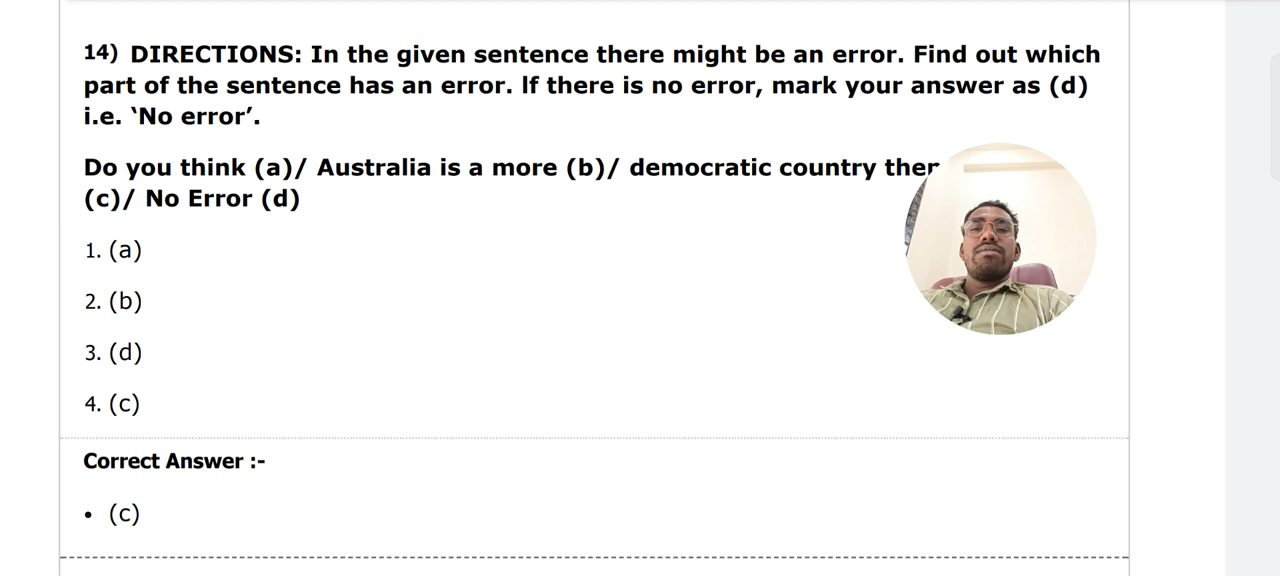 14) DIRECTIONS: In the given sentence there might be an error. Find out which
part of the sentence has an error. If there is no error, mark your answer as (d)
i.e. ‘No error’.
Do you think (a)/ Australia is a more (b)/ democratic country
(c)/ No Error (d)
1. (a)
2. (b)
3. (d)
4. (c)
Correct Answer :-
• (c)